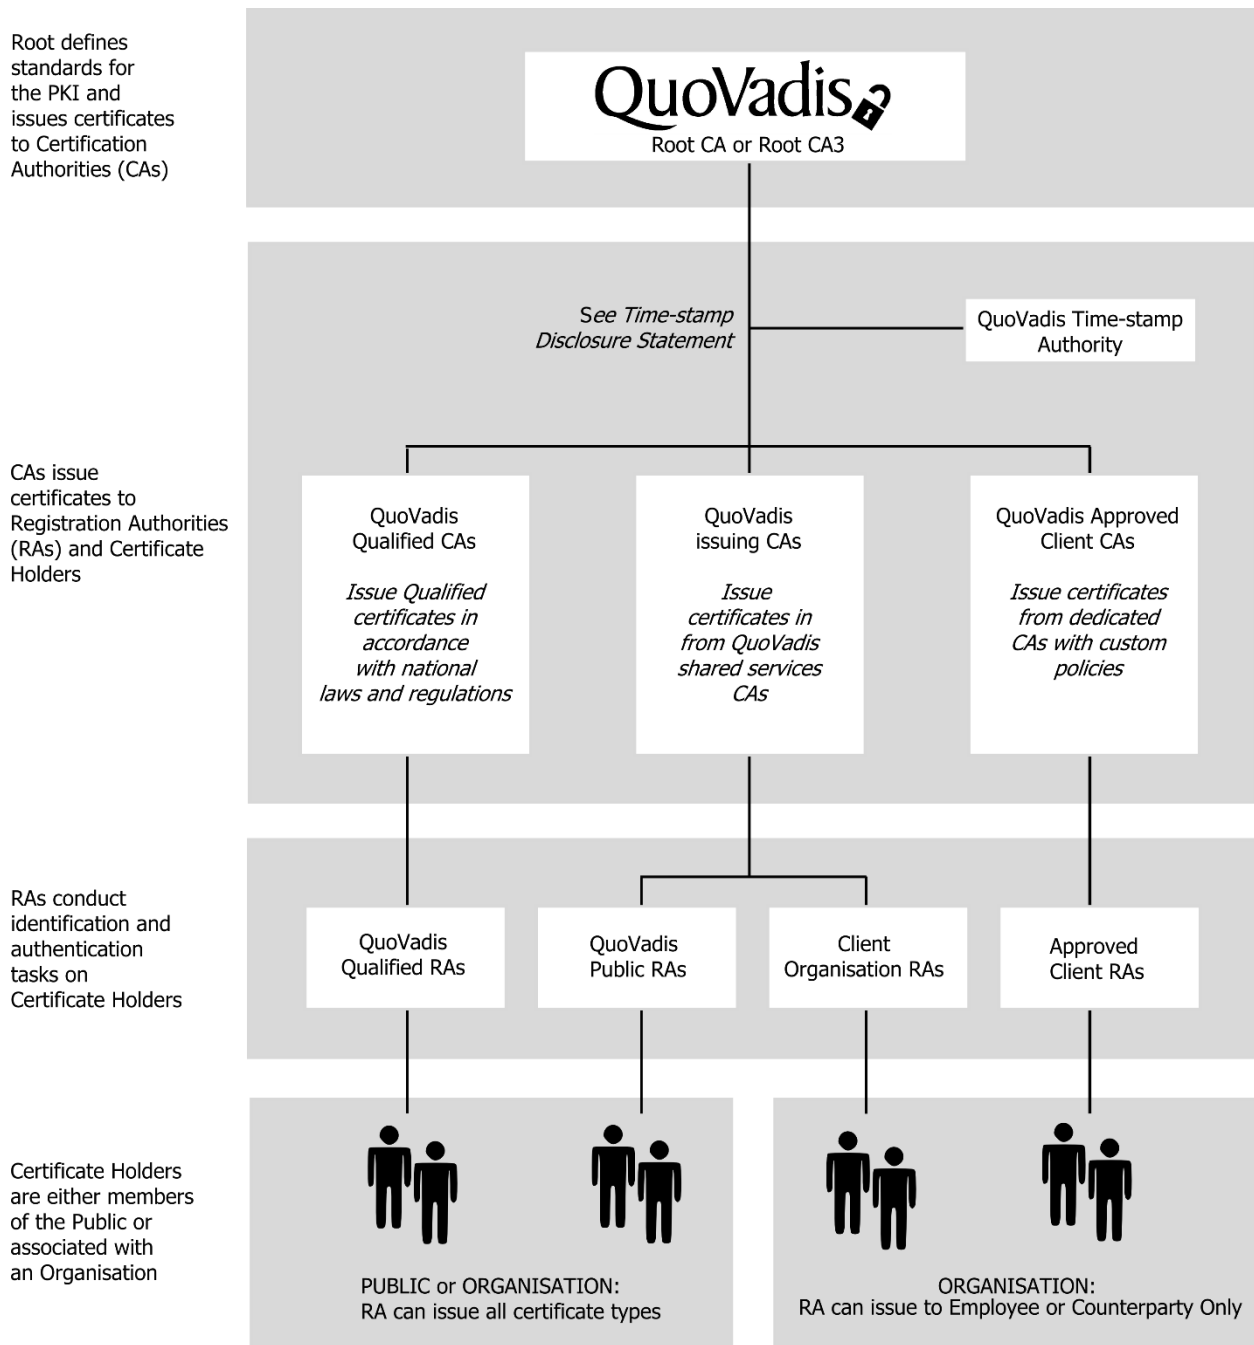 Root defines
standards for
the PKI and
issues certificates
to Certification
Authorities (CAs)
QuoVadis
Root CA or Root CA3
See Time-stamp
Disclosure Statement
QuoVadis Time-stamp
Authority
CAs issue
certificates to
Registration Authorities
(RAs) and Certificate
Holders
QuoVadis
Qualified CAs
Issue Qualified
certificates in
accordance
with national
laws and regulations
QuoVadis
issuing CAs
Issue
certificates in
from QuoVadis
shared services
CAs
QuoVadis Approved
Client CAs
Issue certificates
from dedicated
CAs with custom
policies
RAs conduct
identification and
authentication
tasks on
Certificate Holders
QuoVadis
Qualified RAs
QuoVadis
Public RAs
Client
Organisation RAs
Approved
Client RAs
Certificate Holders
are either members
of the Public or
associated with
an Organisation
PUBLIC or ORGANISATION:
RA can issue all certificate types
ORGANISATION:
RA can issue to Employee or Counterparty Only